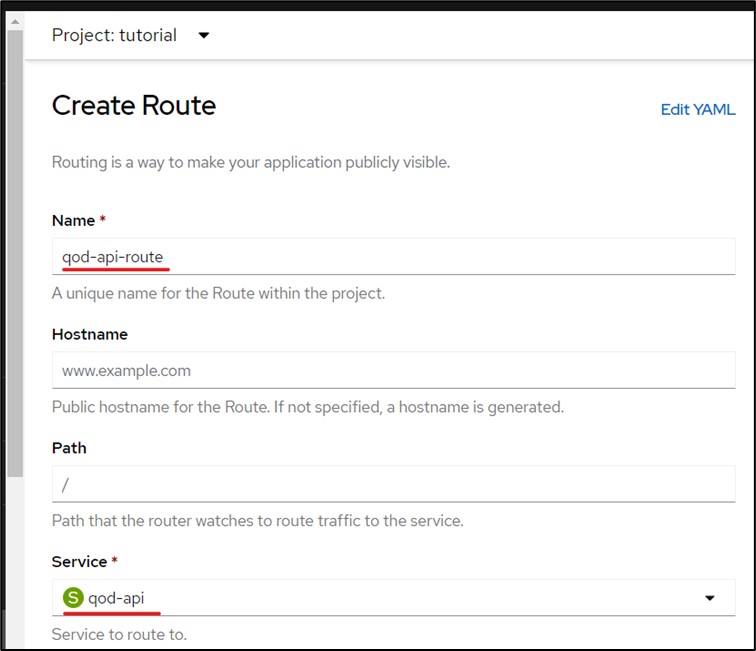 Project: tutorial
Create Route
Edit YAML
Routing is a way to make your application publicly visible.
Name *
qod-api-route
A unique name for the Route within the project.
Hostname
www.example.com
Public hostname for the Route. If not specified, a hostname is generated.
Path
/
Path that the router watches to route traffic to the service.
Service *
S qod-api
Service to route to.